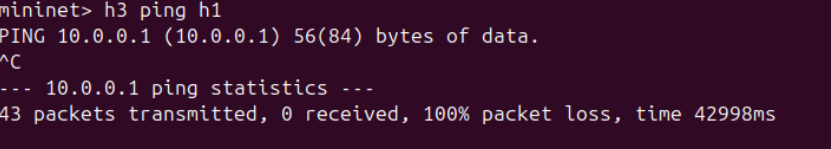 mininet> h3 ping h1
PING 10.0.0.1 (10.0.0.1) 56(84) bytes of data.
^C
--- 10.0.0.1 ping statistics ---
43 packets transmitted, 0 received, 100% packet loss, time 42998ms